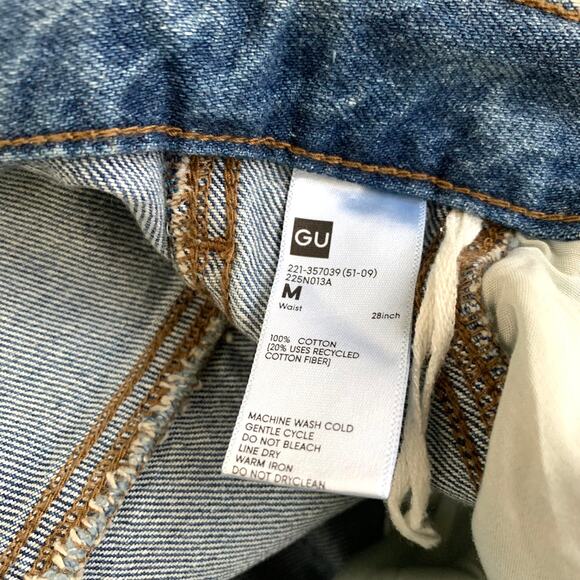 GU
221-357039 (51-09)
225N013A
M
Waist 28inch
100% COTTON
[20% USES RECYCLED
COTTON FIBER]
MACHINE WASH COLD
GENTLE CYCLE
DO NOT BLEACH
LINE DRY
WARM IRON
DO NOT DRYCLEAN